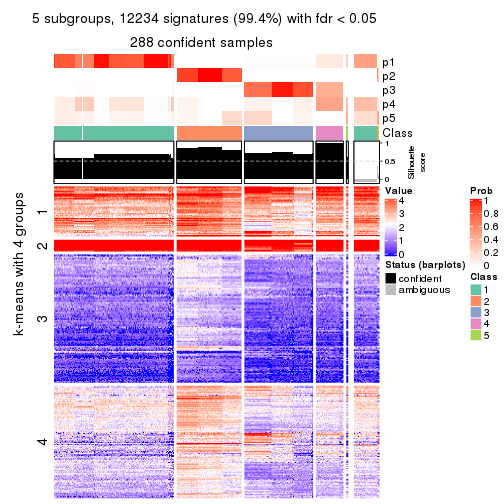 5 subgroups, 12234 signatures (99.4%) with fdr < 0.05
288 confident samples
p1
p2
p3
p4
p5
Class
1
0.5
0
Silhouette
score
k-means with 4 groups
1
2
3
4
Value
4
3
2
1
0
Status (barplots)
confident
ambiguous
Prob
1
0.8
0.6
0.4
0.2
0
Class
1
2
3
4
5